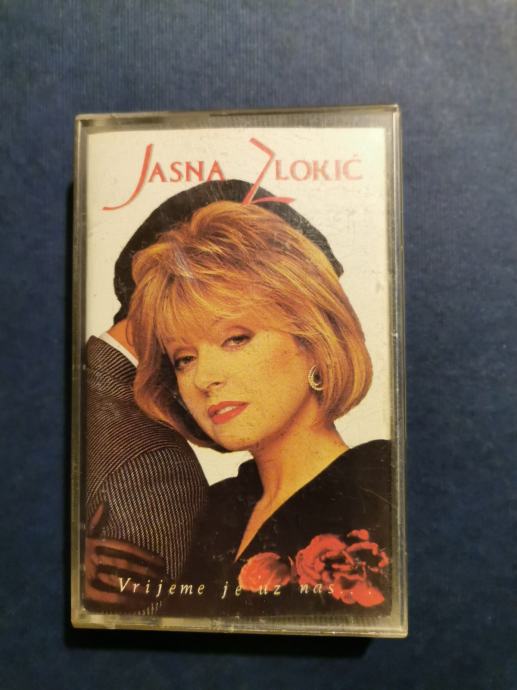 JASNA ZLOKIĆ
Vrijeme je uz nas...